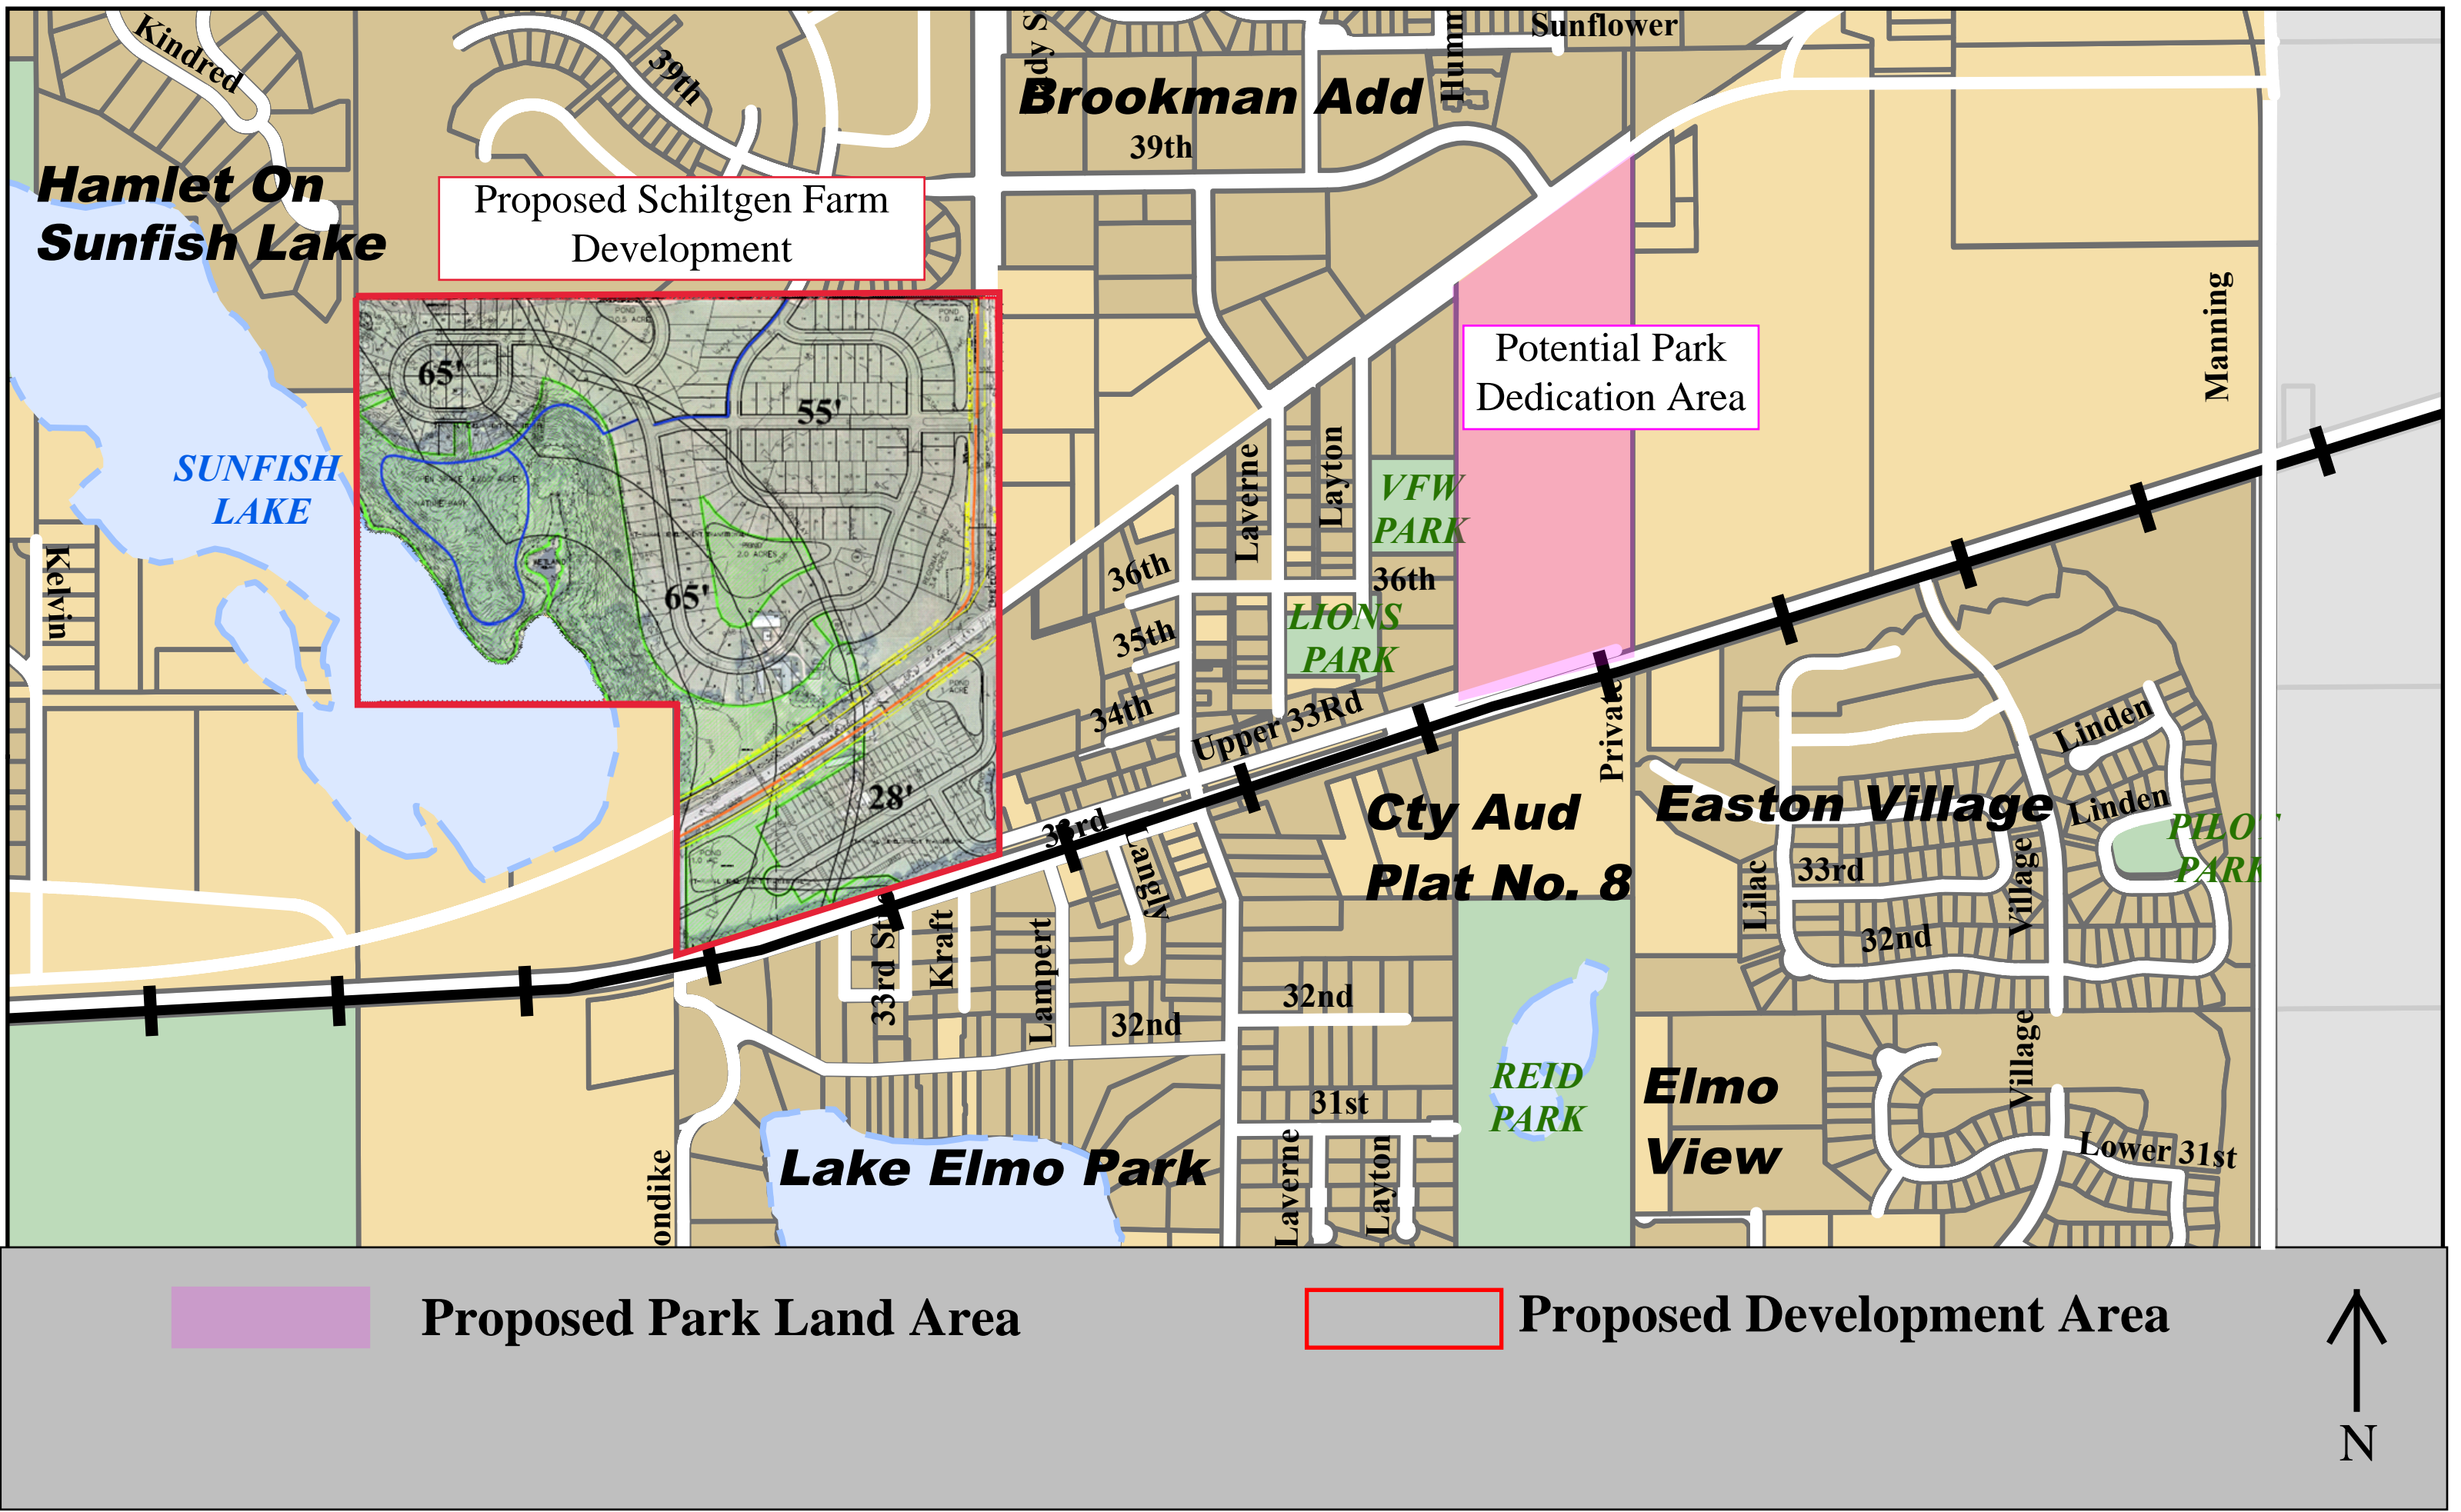 Kindred
39th
Sunflower
Brookman Add
39th
Hamlet On
Sunfish Lake
Proposed Schiltgen Farm
Development
Manning
Potential Park
Dedication Area
65'
55'
SUNFISH
LAKE
Laverne
Layton
VFW
PARK
Kelvin
36th
36th
65'
LIONS
PARK
35th
34th
Upper 33Rd
Private
Linden
28'
Cty Aud
Plat No. 8
Easton Village
Linden
PILOT
PARK
33rd
Langly
Lilac
33rd
Village
32nd
Kraft
Lampert
32nd
32nd
REID
PARK
Elmo
View
Village
31st
Lower 31st
Lake Elmo Park
Laverne
Layton
ondike
Proposed Park Land Area
Proposed Development Area
N